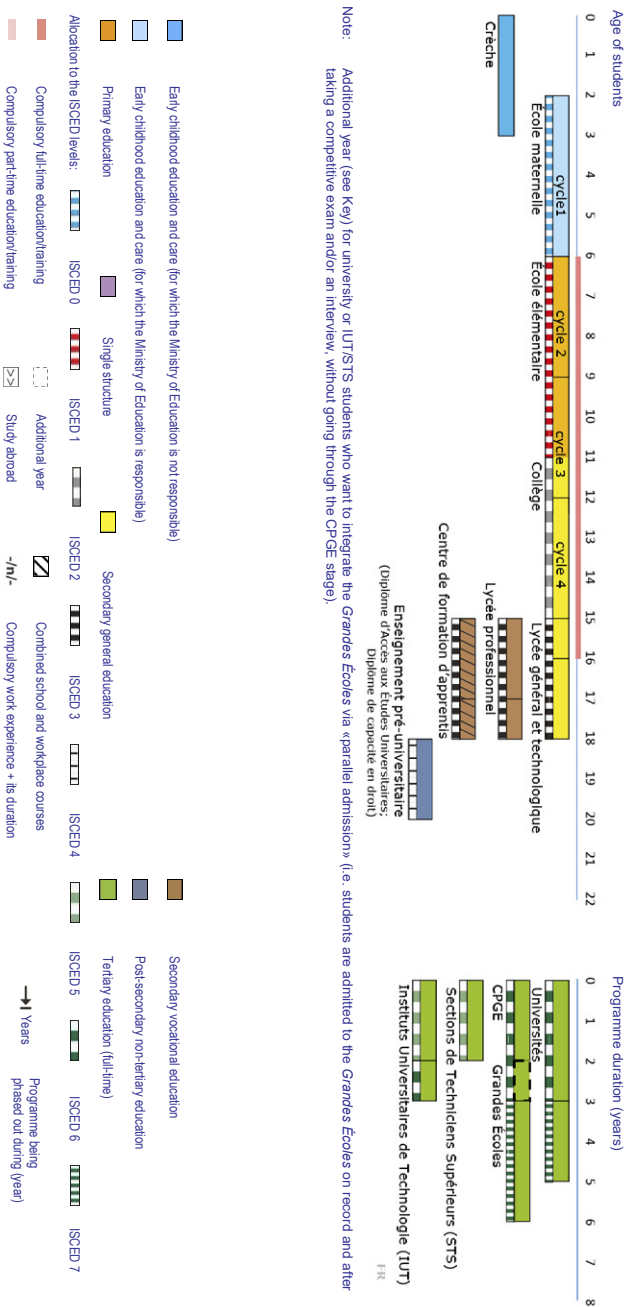 Age of students
Programme duration (years)
0 1 2 3 4 5 6 7 8 9 10 11 12 13 14 15 16 17 18 19 20 21 22
0 1 2 3 4 5 6 7 8
cycle1
cycle 2
cycle 3
cycle 4
École maternelle
École élémentaire
Collège
Lycée général et technologique
Crèche
Lycée professionnel
Centre de formation d'apprentis
Enseignement pré-universitaire
(Diplôme d'Accès aux Études Universitaires;
Diplôme de capacité en droit)
Universités
CPGE
Grandes Écoles
Sections de Techniciens Supérieurs (STS)
Instituts Universitaires de Technologie (IUT)
FR
Note: Additional year (see Key) for university or IUT/STS students who want to integrate the Grandes Écoles via «parallel admission» (i.e. students are admitted to the Grandes Écoles on record and after
taking a competitive exam and/or an interview, without going through the CPGE stage).
Early childhood education and care (for which the Ministry of Education is not responsible)
Secondary vocational education
Early childhood education and care (for which the Ministry of Education is responsible)
Post-secondary non-tertiary education
Primary education
Single structure
Secondary general education
Tertiary education (full-time)
Allocation to the ISCED levels:
ISCED 0
ISCED 1
ISCED 2
ISCED 3
ISCED 4
ISCED 5
ISCED 6
ISCED 7
Compulsory full-time education/training
Additional year
Combined school and workplace courses
Years
Programme being
phased out during (year)
Compulsory part-time education/training
>>
Study abroad
-/n/-
Compulsory work experience + its duration